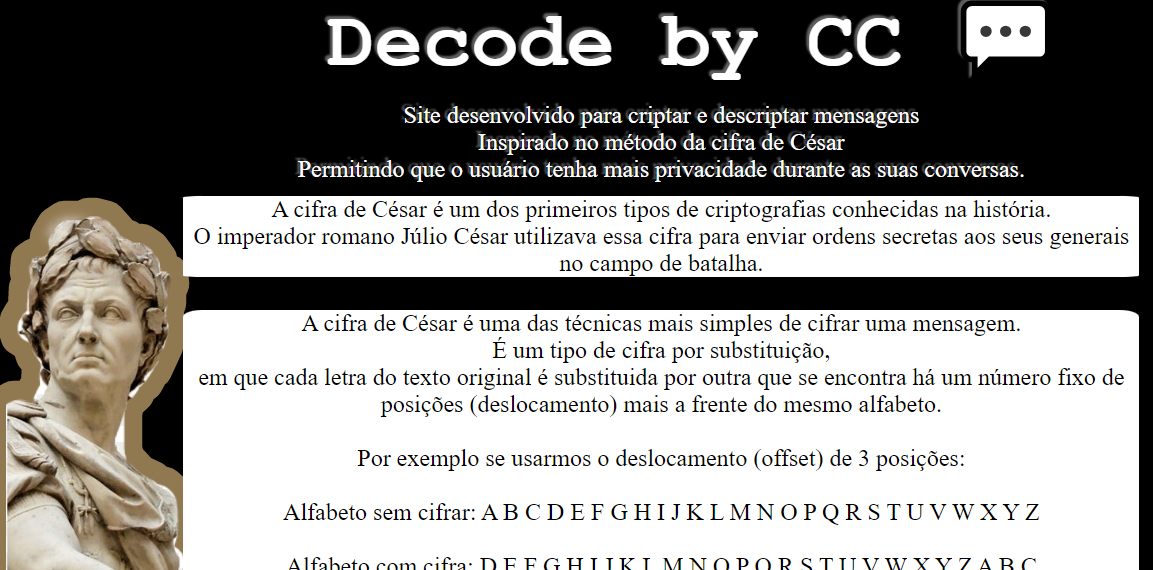 Decode by CC
Site desenvolvido para criptar e descriptar mensagens
Inspirado no método da cifra de César
Permitindo que o usuário tenha mais privacidade durante as suas conversas.
A cifra de César é um dos primeiros tipos de criptografias conhecidas na história.
O imperador romano Júlio César utilizava essa cifra para enviar ordens secretas aos seus generais
no campo de batalha.
A cifra de César é uma das técnicas mais simples de cifrar uma mensagem.
É um tipo de cifra por substituição,
em que cada letra do texto original é substituida por outra que se encontra há um número fixo de
posições (deslocamento) mais a frente do mesmo alfabeto.
Por exemplo se usarmos o deslocamento (offset) de 3 posições:
Alfabeto sem cifrar: A B C D E F G H I J K L M N O P Q R S T U V W X Y Z
Alfabeto com cifra: D E F G H I J K L M N O P Q R S T U V W X Y Z A B C